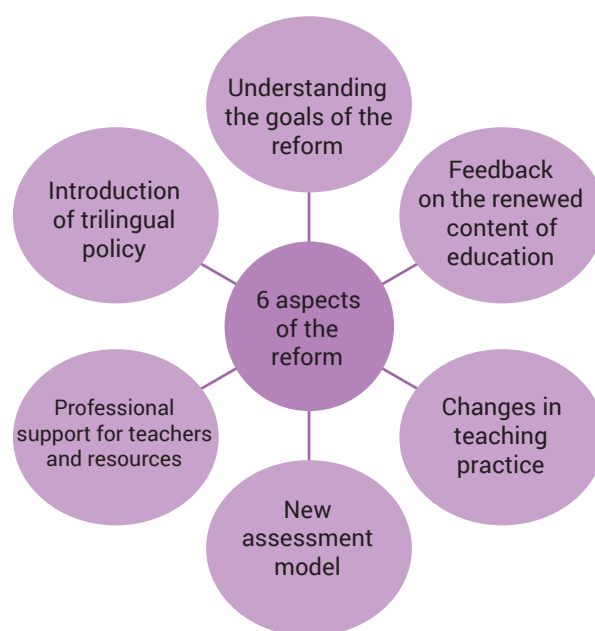 Understanding
the goals of the
reform
Feedback
on the renewed
content of
education
Changes in
teaching
practice
New
assessment
model
Professional
support for teachers
and resources
Introduction
of trilingual
policy
6 aspects
of the
reform